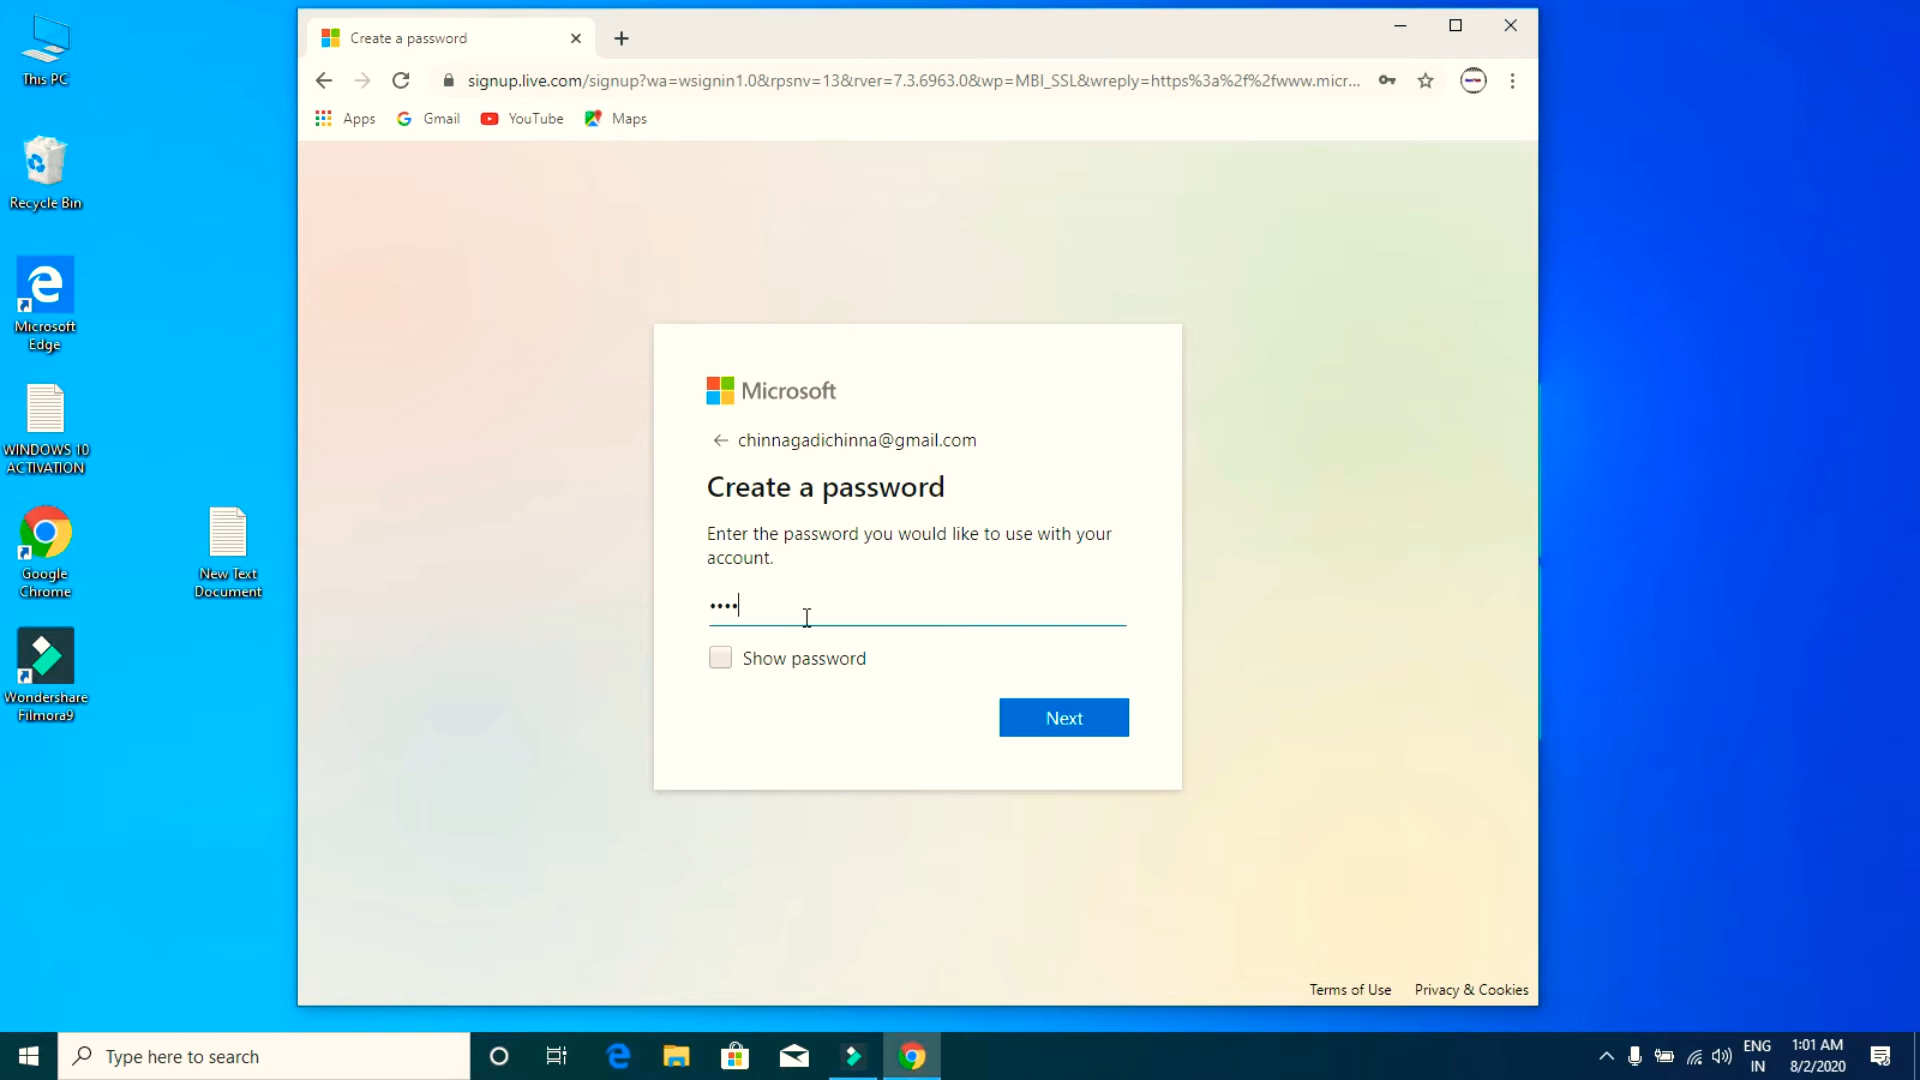 Create a password
signup.live.com/signup?wa=wsignin1.0&rpsnv=13&rver=7.3.6963.0&wp=MBI_SSL&wreply=https%3a%2f%2fwww.micr...
Apps
Gmail
YouTube
Maps
This PC
Recycle Bin
Microsoft
Edge
WINDOWS 10
ACTIVATION
Google
Chrome
New Text
Document
Wondershare
Filmora9
Microsoft
chinnagadichinna@gmail.com
Create a password
Enter the password you would like to use with your
account.
••••
Show password
Next
Terms of Use
Privacy & Cookies
Type here to search
ENG
IN
1:01 AM
8/2/2020